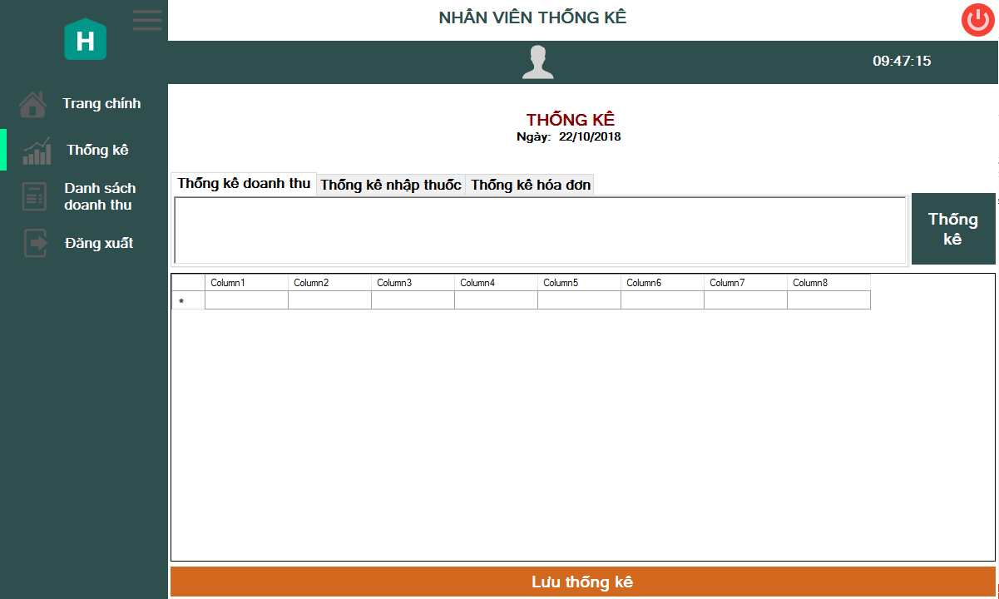 NHÂN VIÊN THỐNG KÊ
H
09:47:15
Trang chính
Thống kê
Danh sách
doanh thu
Đăng xuất
THỐNG KÊ
Ngày: 22/10/2018
Thống kê doanh thu Thống kê nhập thuốc Thống kê hóa đơn
Thống
kê
Column1 Column2 Column3 Column4 Column5 Column6 Column7 Column8
*
Lưu thống kê